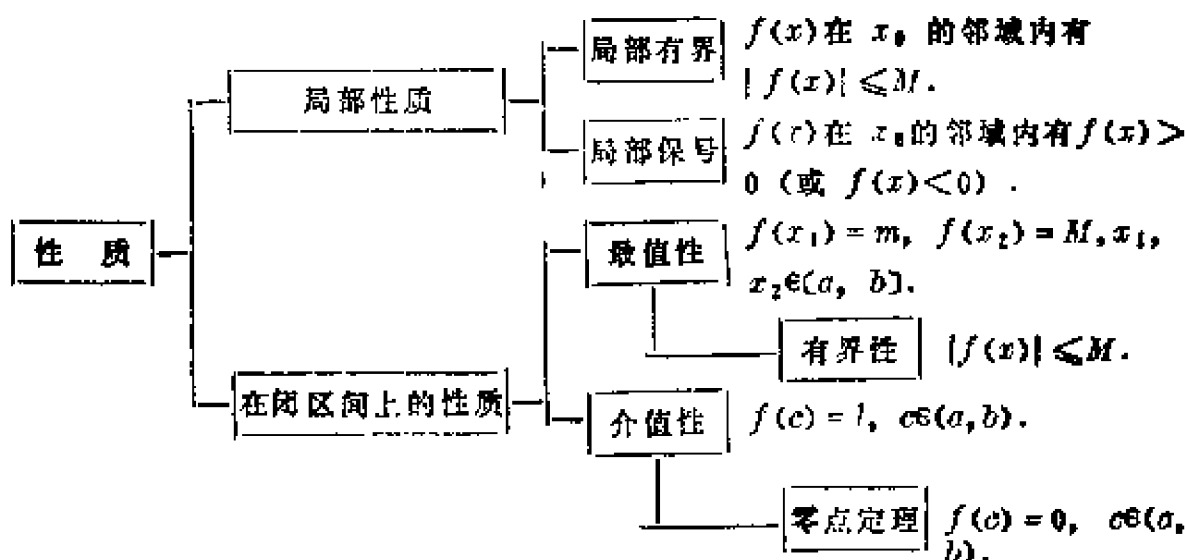 局部有界 f(x)在 x₀ 的邻域内有
|f(x)|≤M.
局部性质
局部保号 f(x)在 x₀的邻域内有f(x)>
0 (或 f(x)<0) .
性 质
最值性 f(x₁)=m, f(x₂)=M,x₁,
x₂∈[a, b].
有界性 |f(x)|≤M.
在闭区间上的性质
介值性 f(c)=l, c∈(a,b).
零点定理 f(c)=0, c∈(a,
b).